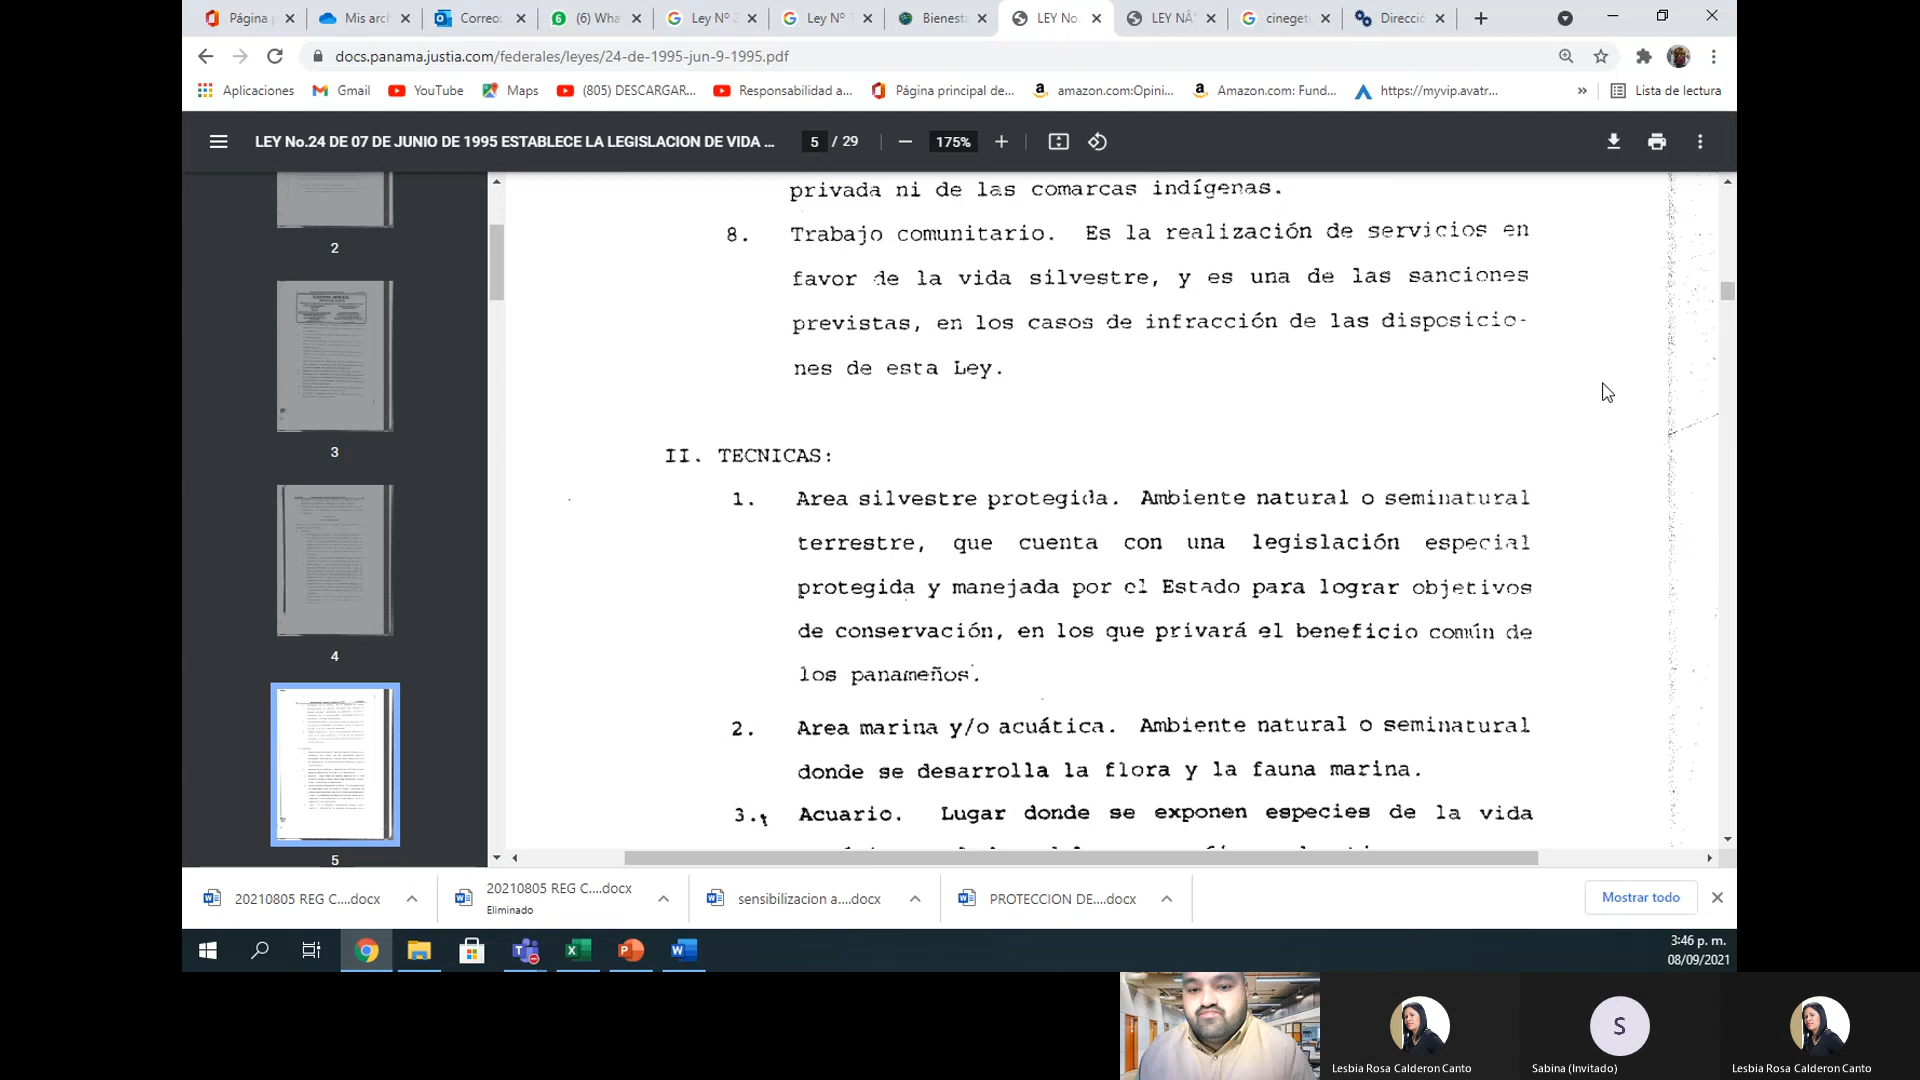 Página
Mis arc
Correo:
(6) Wha
Ley Nº
Ley Nº
Bienest
LEY No.
LEY NÂ°
cineget
Direcci
docs.panama.justia.com/federales/leyes/24-de-1995-jun-9-1995.pdf
Aplicaciones Gmail YouTube Maps (805) DESCARGAR... Responsabilidad a... Página principal de... amazon.com:Opini... Amazon.com: Fund... https://myvip.avatr... » Lista de lectura
LEY No.24 DE 07 DE JUNIO DE 1995 ESTABLECE LA LEGISLACION DE VIDA ... 5 / 29 175%
2
3
4
5
privada ni de las comarcas indígenas.
8. Trabajo comunitario. Es la realización de servicios en
favor de la vida silvestre, y es una de las sanciones
previstas, en los casos de infracción de las disposicio-
nes de esta Ley.
II. TECNICAS:
1. Area silvestre protegida. Ambiente natural o seminatural
terrestre, que cuenta con una legislación especial
protegida y manejada por el Estado para lograr objetivos
de conservación, en los que privará el beneficio común de
los panameños.
2. Area marina y/o acuática. Ambiente natural o seminatural
donde se desarrolla la flora y la fauna marina.
3. Acuario. Lugar donde se exponen especies de la vida
20210805 REG C....docx
20210805 REG C....docx
Eliminado
sensibilizacion a....docx
PROTECCION DE....docx
Mostrar todo
3:46 p. m.
08/09/2021
S
Lesbia Rosa Calderon Canto
Sabina (Invitado)
Lesbia Rosa Calderon Canto